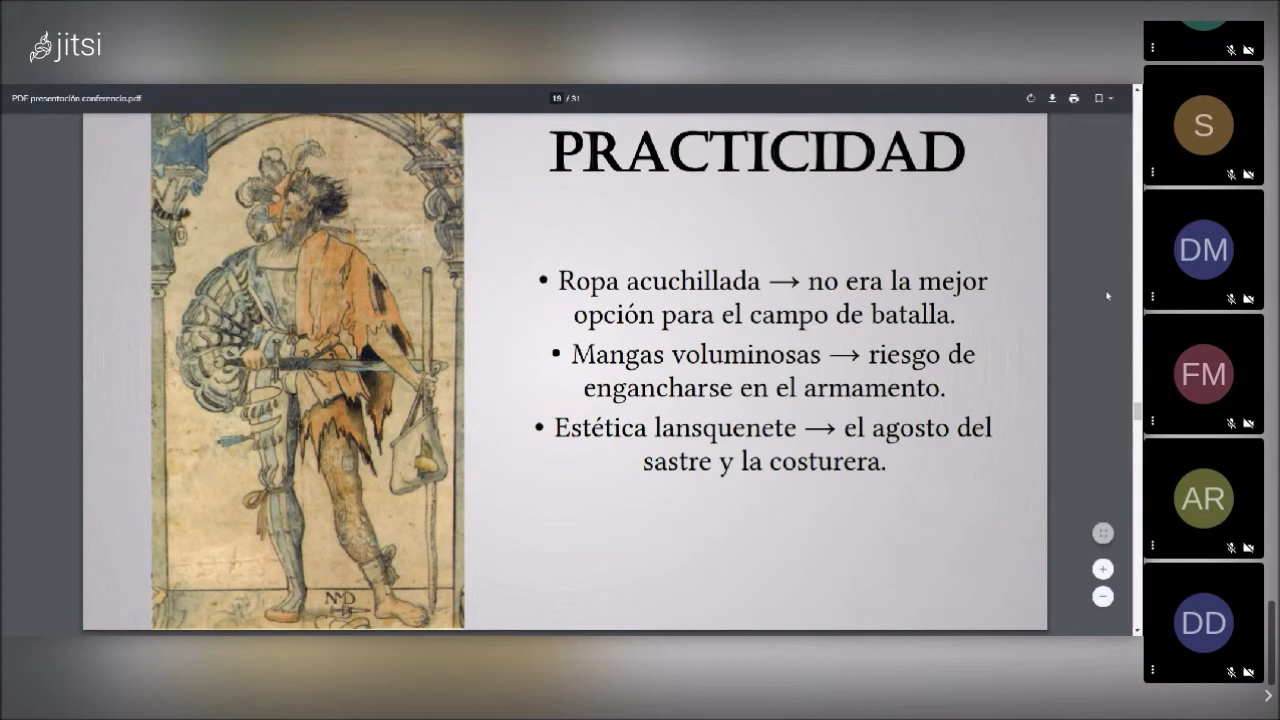 jitsi
PDF presentación conferencia.pdf
19 / 31
PRACTICIDAD
• Ropa acuchillada → no era la mejor
opción para el campo de batalla.
• Mangas voluminosas → riesgo de
engancharse en el armamento.
• Estética lansquenete → el agosto del
sastre y la costurera.
NMD
S
DM
FM
AR
DD